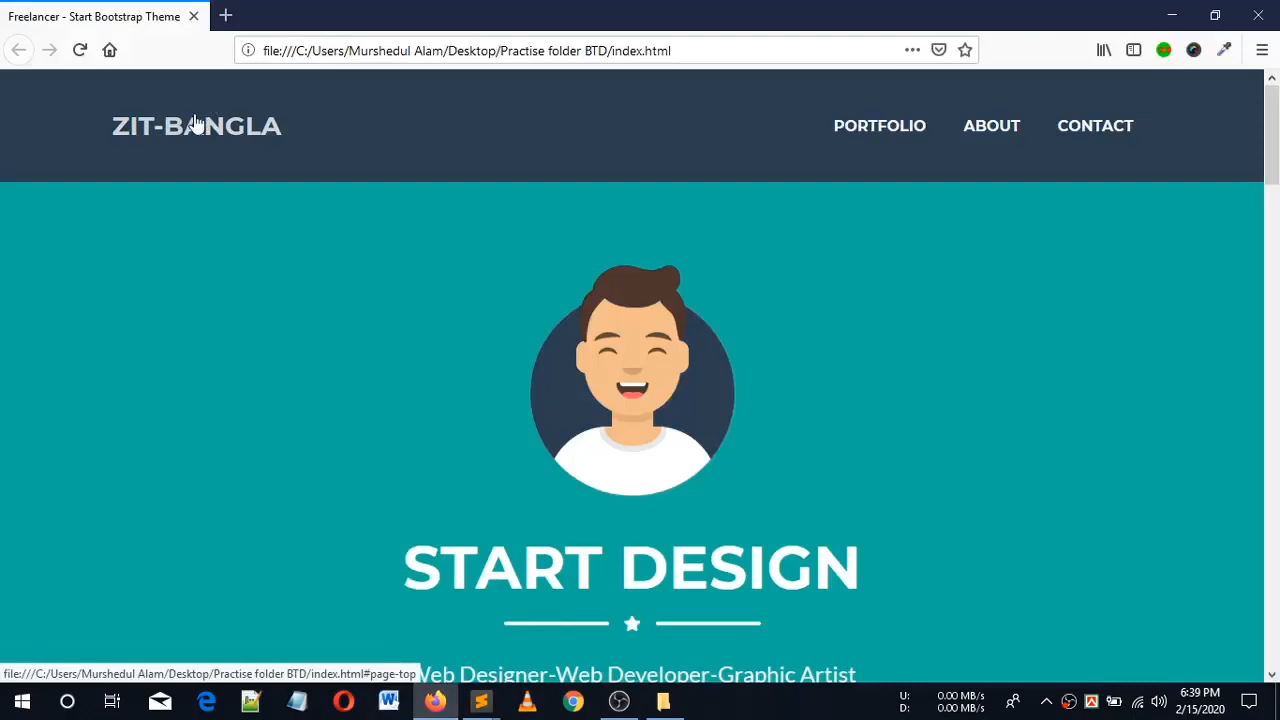 Freelancer - Start Bootstrap Theme
file:///C:/Users/Murshedul Alam/Desktop/Practise folder BTD/index.html
ZIT-BANGLA
PORTFOLIO ABOUT CONTACT
START DESIGN
Web Designer-Web Developer-Graphic Artist
file:///C:/Users/Murshedul Alam/Desktop/Practise folder BTD/index.html#page-top
U: 0.00 MB/s
D: 0.00 MB/s
6:39 PM
2/15/2020